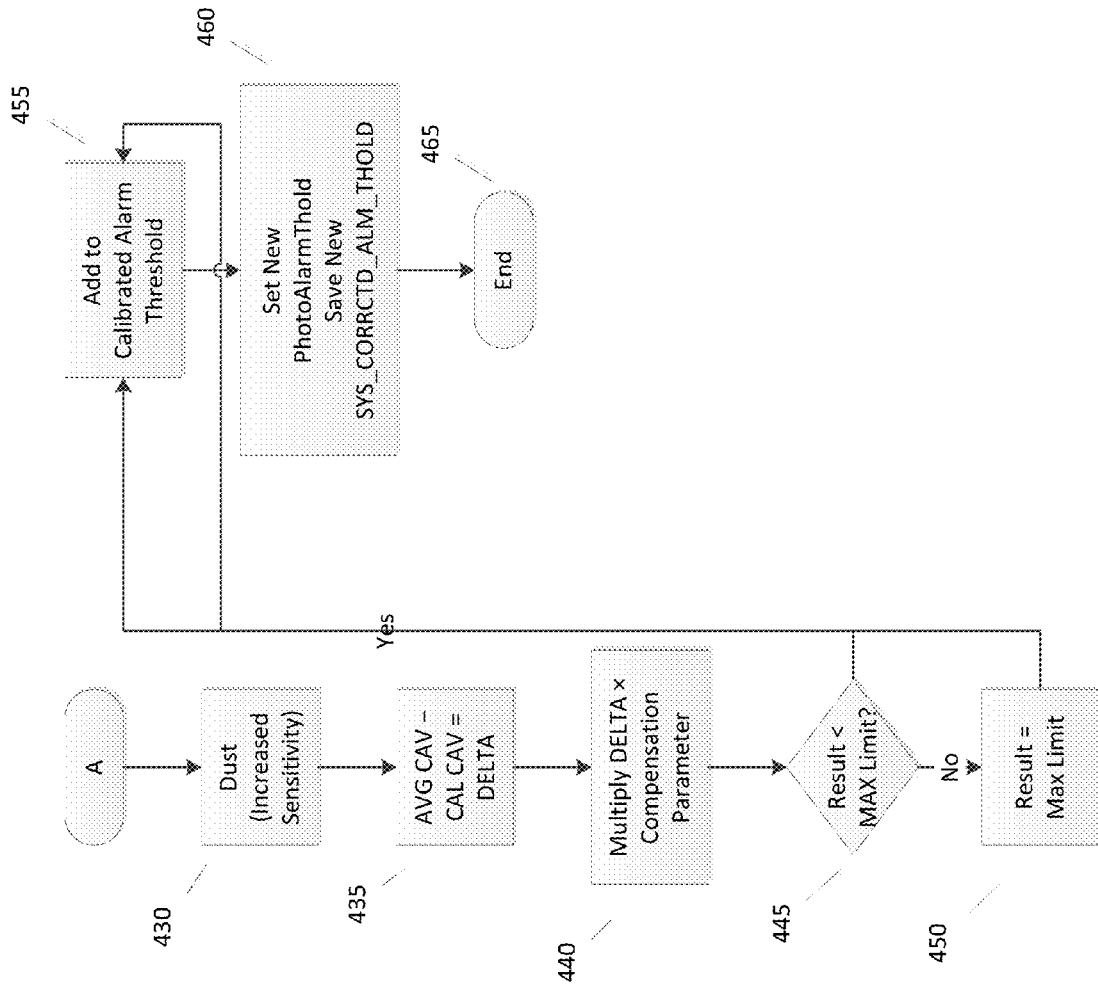 A
430
Dust
(Increased
Sensitivity)
435
AVG CAV –
CAL CAV =
DELTA
440
Multiply DELTA ×
Compensation
Parameter
445
Result <
MAX Limit?
Yes
No
450
Result =
Max Limit
455
Add to
Calibrated Alarm
Threshold
460
Set New
PhotoAlarmThold
Save New
SYS_CORRCTD_ALM_THOLD
465
End